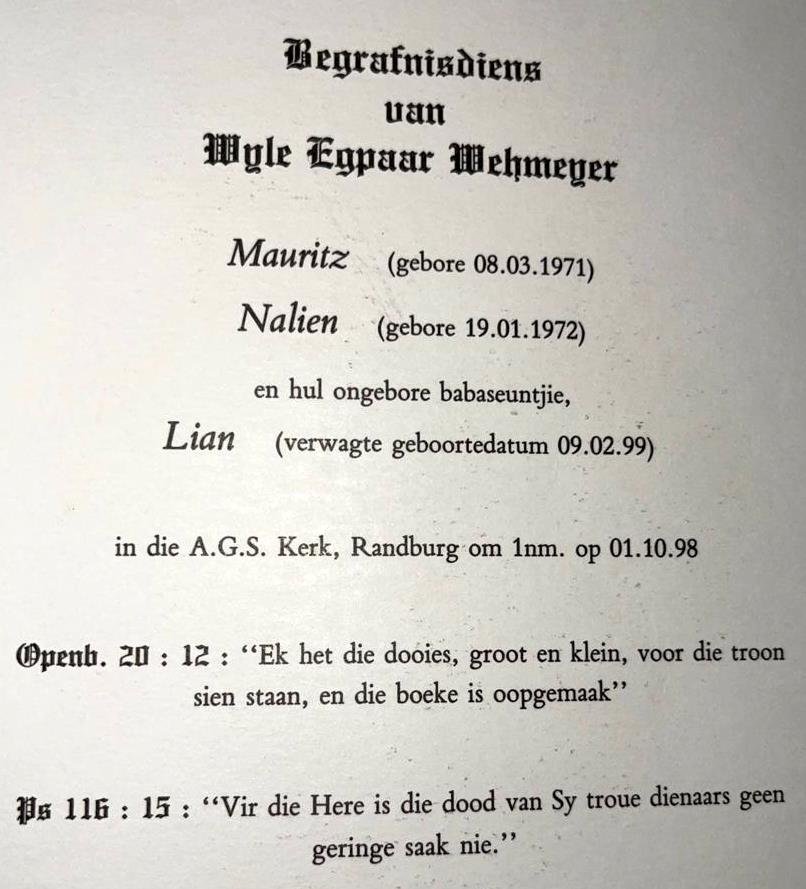 Begrafnisdiens
van
Wyle Egpaar Wehmeyer
Mauritz (gebore 08.03.1971)
Nalien (gebore 19.01.1972)
en hul ongebore babaseuntjie,
Lian (verwagte geboortedatum 09.02.99)
in die A.G.S. Kerk, Randburg om 1nm. op 01.10.98
Openb. 20 : 12 : “Ek het die dooies, groot en klein, voor die troon
sien staan, en die boeke is oopgemaak”
Ps 116 : 15 : “Vir die Here is die dood van Sy troue dienaars geen
geringe saak nie.”